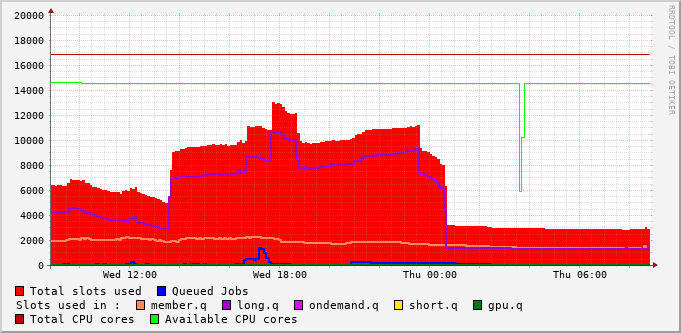 20000
18000
16000
14000
12000
10000
8000
6000
4000
2000
0
Wed 12:00 Wed 18:00 Thu 00:00 Thu 06:00
Total slots used Queued Jobs
Slots used in : member.q long.q ondemand.q short.q gpu.q
Total CPU cores Available CPU cores
RRDTOOL / TOBI OETIKER